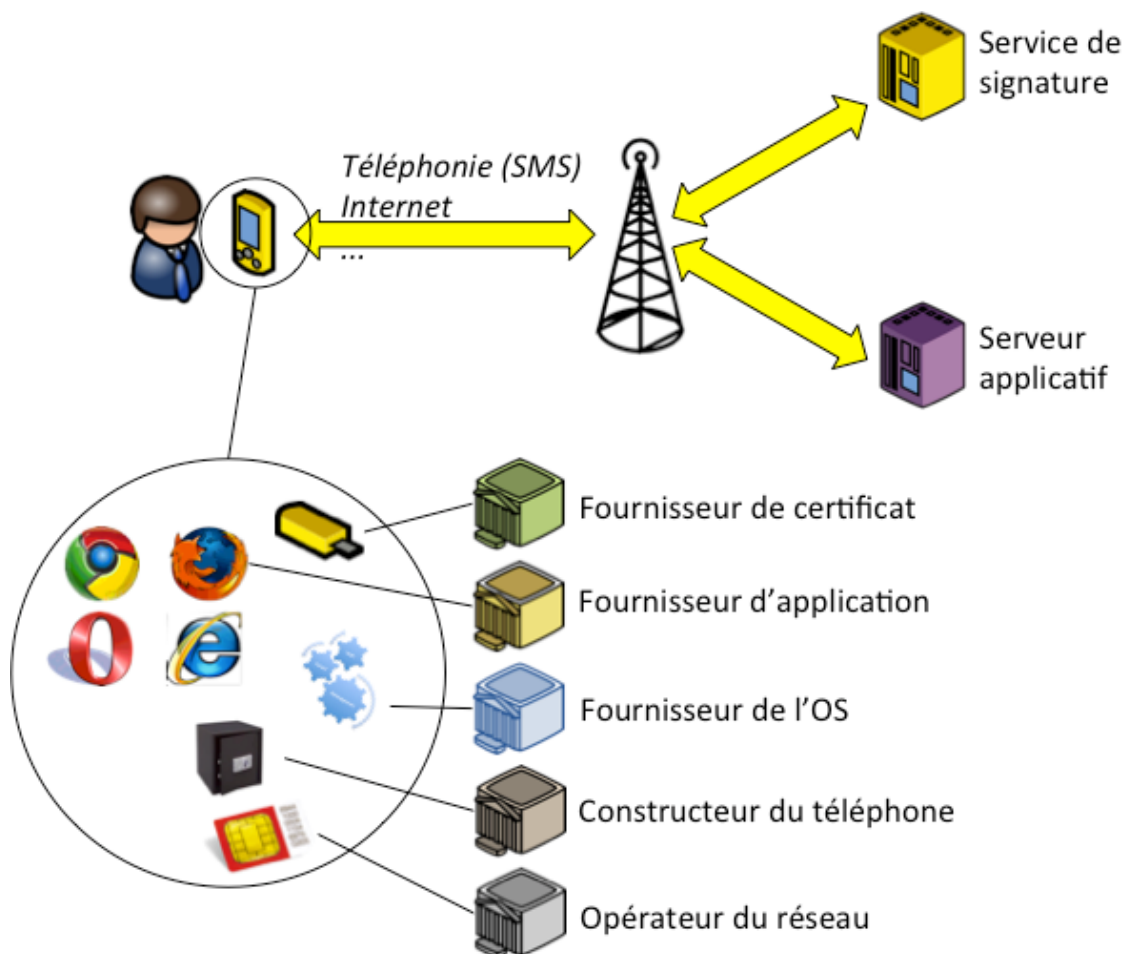 Service de
signature
Téléphonie (SMS)
Internet
...
Serveur
applicatif
Fournisseur de certificat
Fournisseur d'application
Fournisseur de l'OS
Constructeur du téléphone
Opérateur du réseau